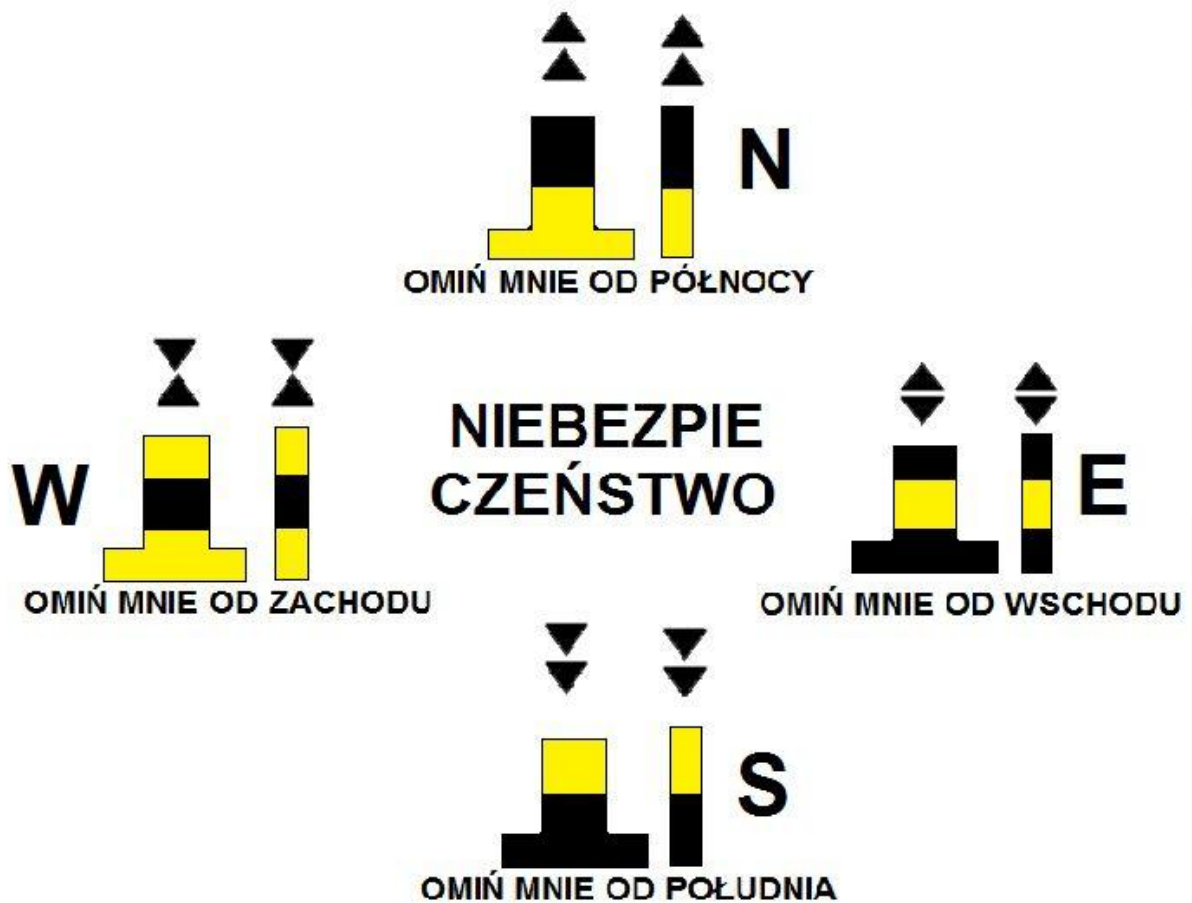 N
OMIŃ MNIE OD PÓŁNOCY
NIEBEZPIE
CZEŃSTWO
W
OMIŃ MNIE OD ZACHODU
E
OMIŃ MNIE OD WSCHODU
S
OMIŃ MNIE OD POŁUDNIA